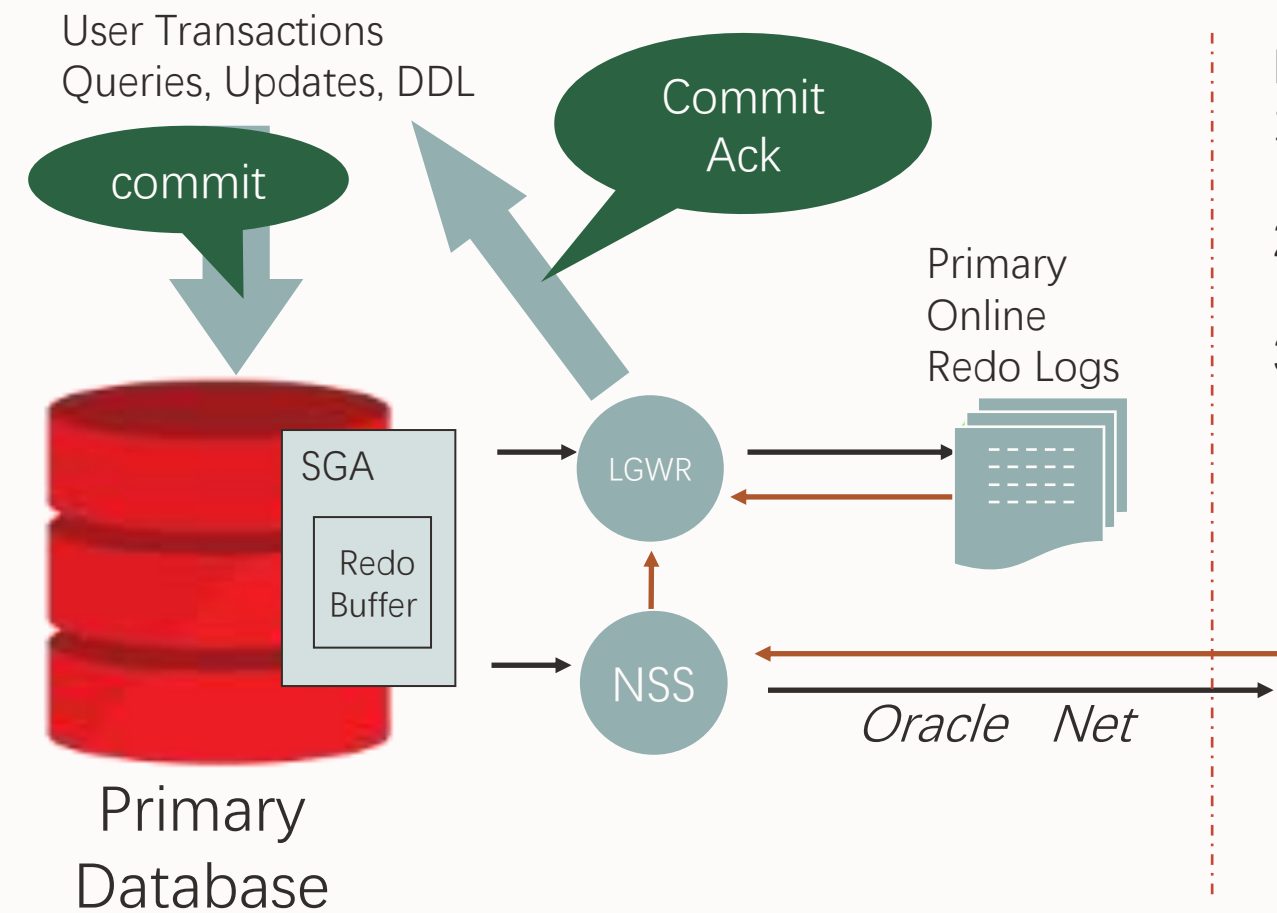 User Transactions
Queries, Updates, DDL
Commit
Ack
commit
Primary
Online
Redo Logs
SGA
LGWR
Redo
Buffer
NSS
Oracle Net
Primary
Database